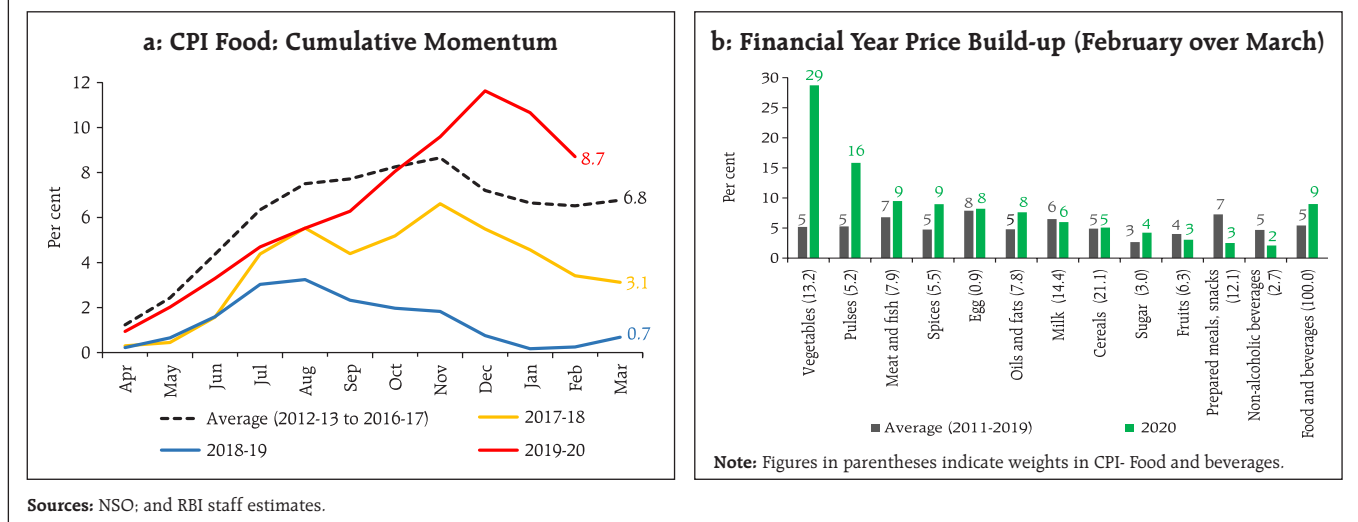 a: CPI Food: Cumulative Momentum
12
10
8
6
4
2
0
Per cent
8.7
6.8
3.1
0.7
Apr
May
Jun
Jul
Aug
Sep
Oct
Nov
Dec
Jan
Feb
Mar
Average (2012-13 to 2016-17)
2017-18
2018-19
2019-20
b: Financial Year Price Build-up (February over March)
30
25
20
15
10
5
0
Per cent
5 29
5 16
7 9
5 9
8 8
5 8
6 6
5 5
3 4
4 3
7 3
5 2
5 9
Vegetables (13.2)
Pulses (5.2)
Meat and fish (7.9)
Spices (5.5)
Egg (0.9)
Oils and fats (7.8)
Milk (14.4)
Cereals (21.1)
Sugar (3.0)
Fruits (6.3)
Prepared meals, snacks
(12.1)
Non-alcoholic beverages
(2.7)
Food and beverages (100.0)
Average (2011-2019)
2020
Note: Figures in parentheses indicate weights in CPI- Food and beverages.
Sources: NSO; and RBI staff estimates.